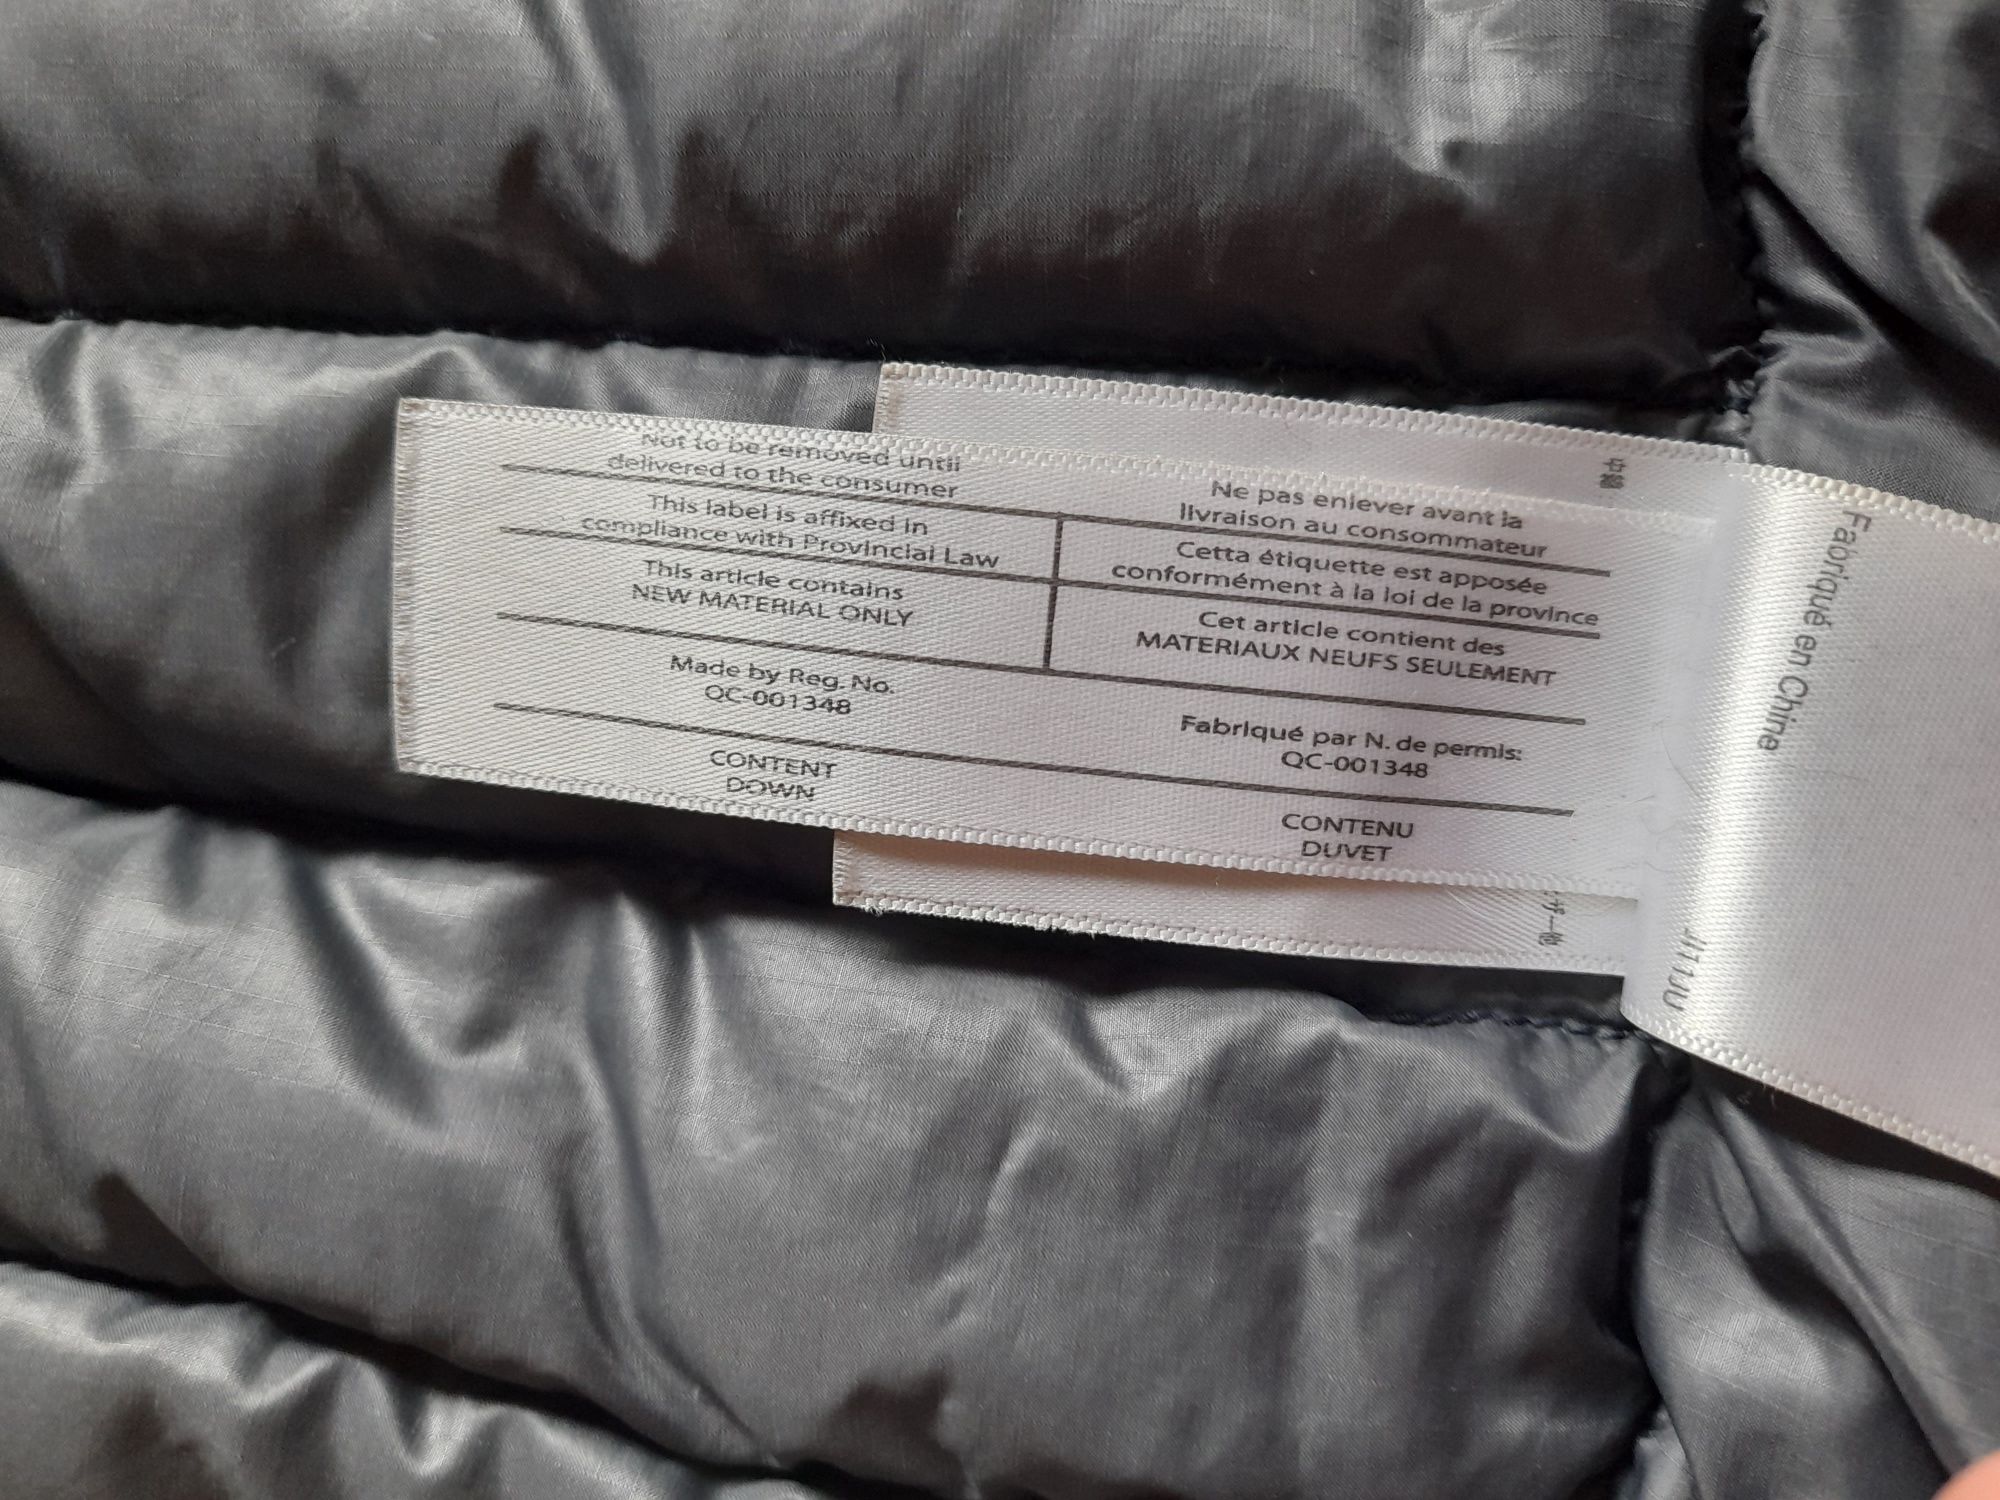 Not to be removed until
delivered to the consumer
This label is affixed in
compliance with Provincial Law
This article contains
NEW MATERIAL ONLY
Made by Reg. No.
QC-001348
CONTENT
DOWN
Ne pas enlever avant la
livraison au consommateur
Cetta étiquette est apposée
conformément à la loi de la province
Cet article contient des
MATERIAUX NEUFS SEULEMENT
Fabriqué par N. de permis:
QC-001348
CONTENU
DUVET
Fabriqué en Chine